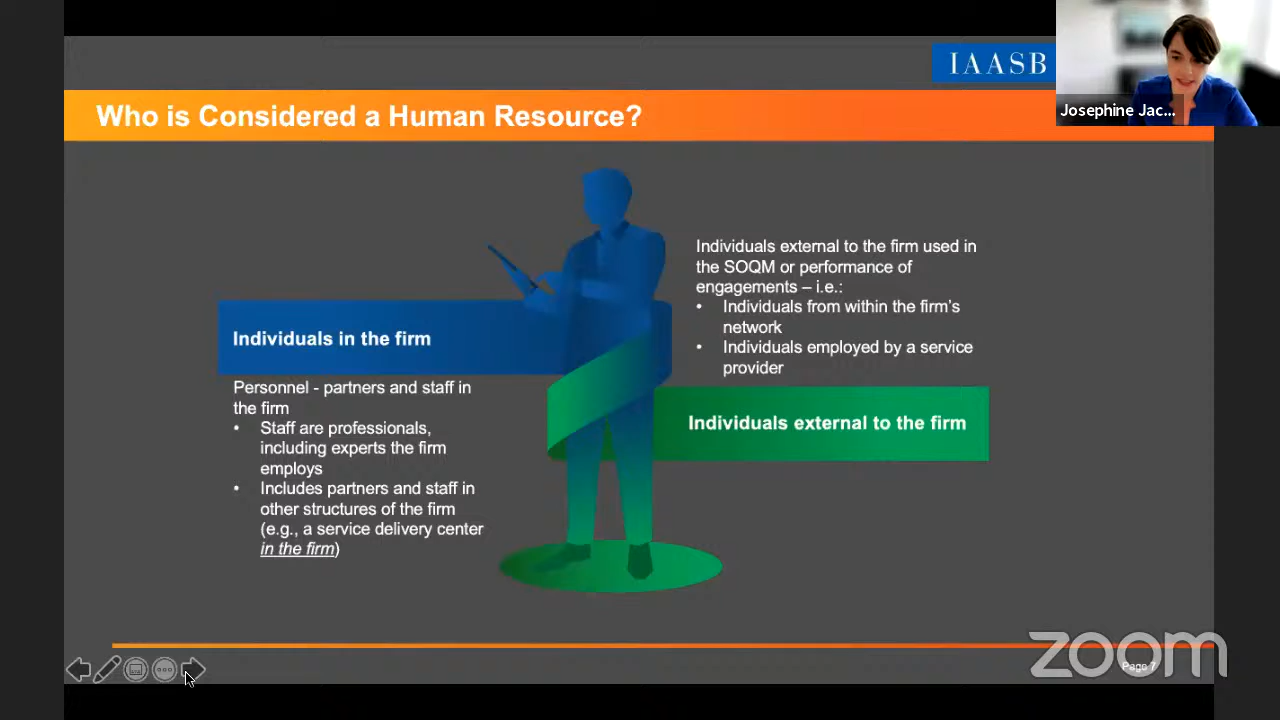 IAASB
Josephine Jac...
Who is Considered a Human Resource?
Individuals in the firm
Personnel - partners and staff in
the firm
• Staff are professionals,
including experts the firm
employs
• Includes partners and staff in
other structures of the firm
(e.g., a service delivery center
in the firm)
Individuals external to the firm used in
the SOQM or performance of
engagements – i.e.:
• Individuals from within the firm's
network
• Individuals employed by a service
provider
Individuals external to the firm
zoom
Page 7